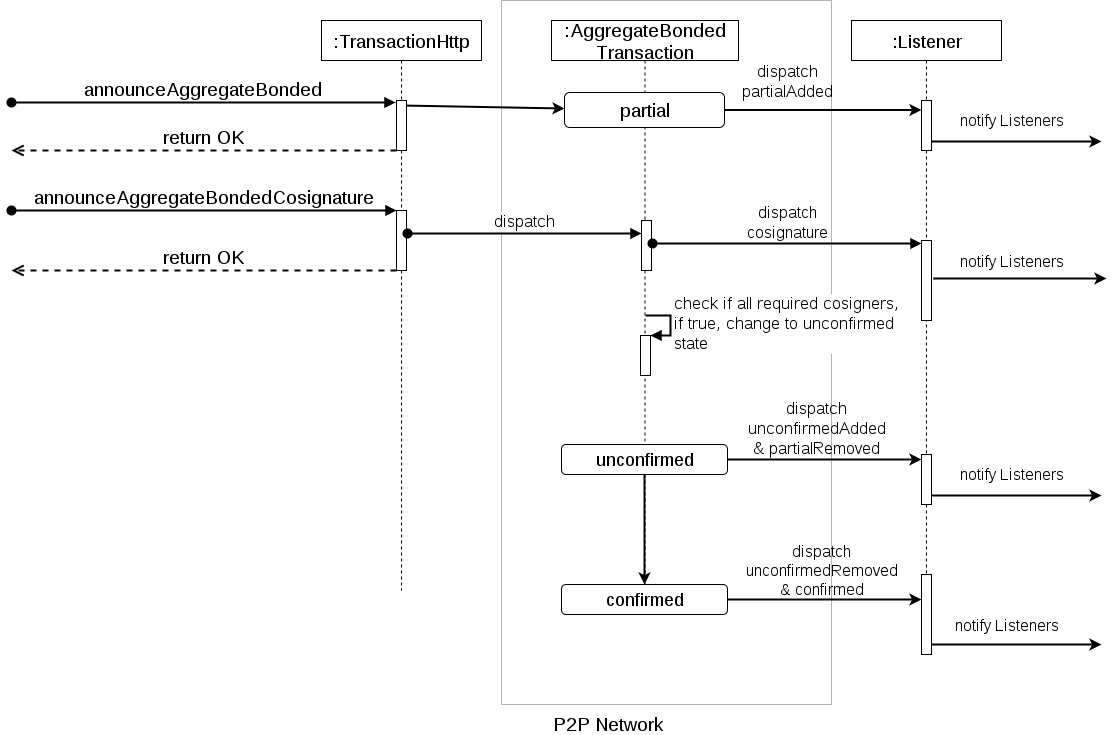 :TransactionHttp
:AggregateBonded
Transaction
:Listener
announceAggregateBonded
partial
dispatch
partialAdded
notify Listeners
return OK
announceAggregateBondedCosignature
dispatch
dispatch
cosignature
return OK
notify Listeners
check if all required cosigners,
if true, change to unconfirmed
state
dispatch
unconfirmedAdded
& partialRemoved
unconfirmed
notify Listeners
dispatch
unconfirmedRemoved
& confirmed
confirmed
notify Listeners
P2P Network